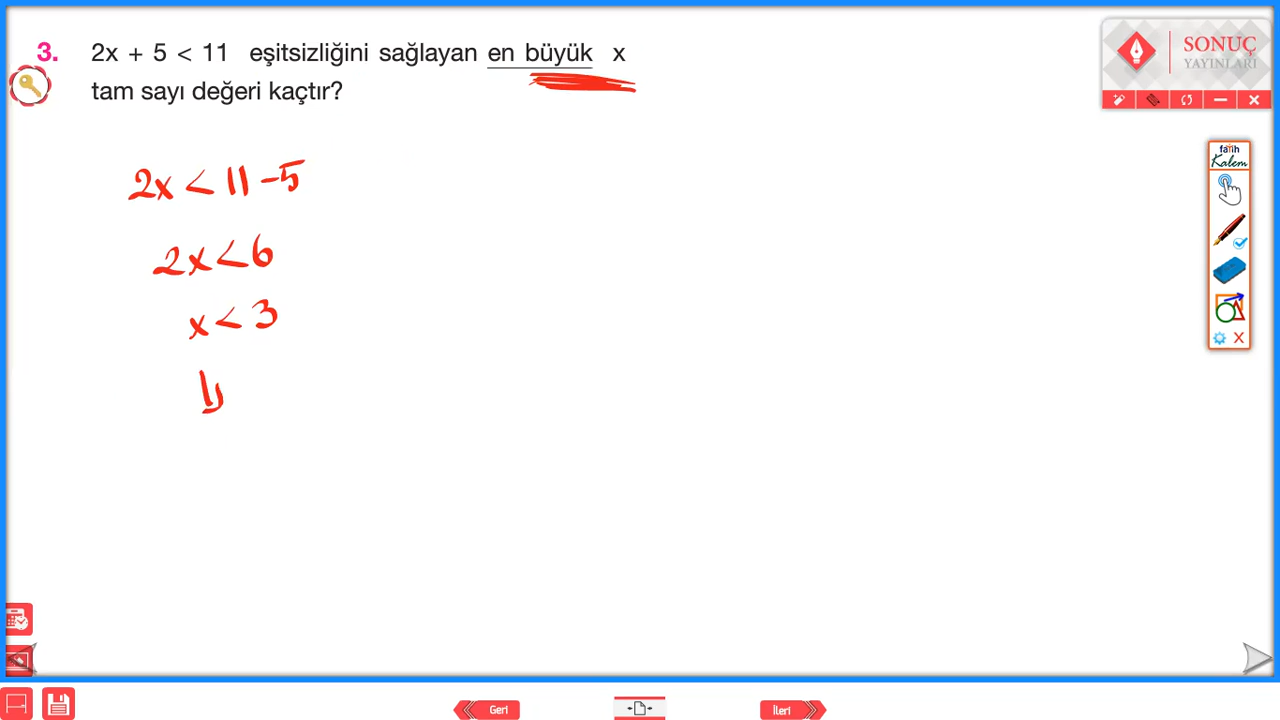 3. 2x + 5 < 11 eşitsizliğini sağlayan en büyük x
tam sayı değeri kaçtır?
SONUÇ
YAYINLARI
fatih
Kalem
2x < 11 - 5
2x < 6
x < 3
X
Geri
İleri